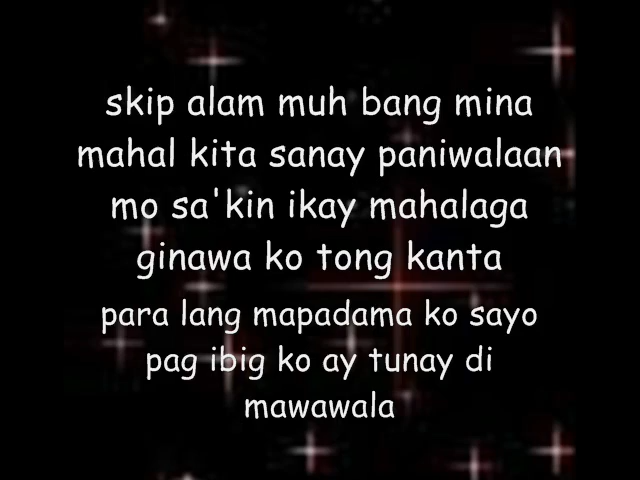 skip alam muh bang mina
mahal kita sanay paniwalaan
mo sa'kin ikay mahalaga
ginawa ko tong kanta
para lang mapadama ko sayo
pag ibig ko ay tunay di
mawawala